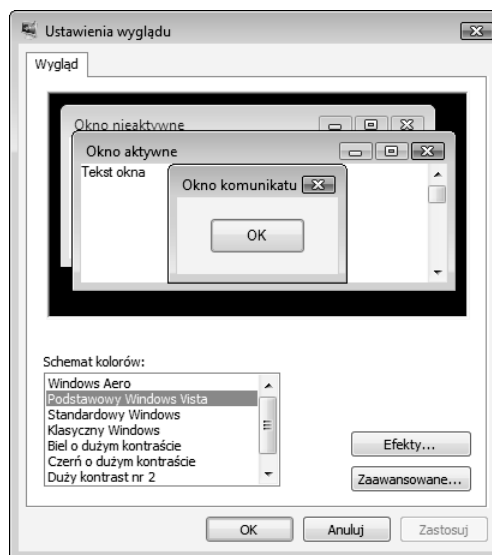 Ustawienia wyglądu
Wygląd
Okno nieaktywne
Okno aktywne
Tekst okna
Okno komunikatu
OK
Schemat kolorów:
Windows Aero
Podstawowy Windows Vista
Standardowy Windows
Klasyczny Windows
Biel o dużym kontraście
Czerń o dużym kontraście
Duży kontrast nr 2
Efekty...
Zaawansowane...
OK Anuluj Zastosuj